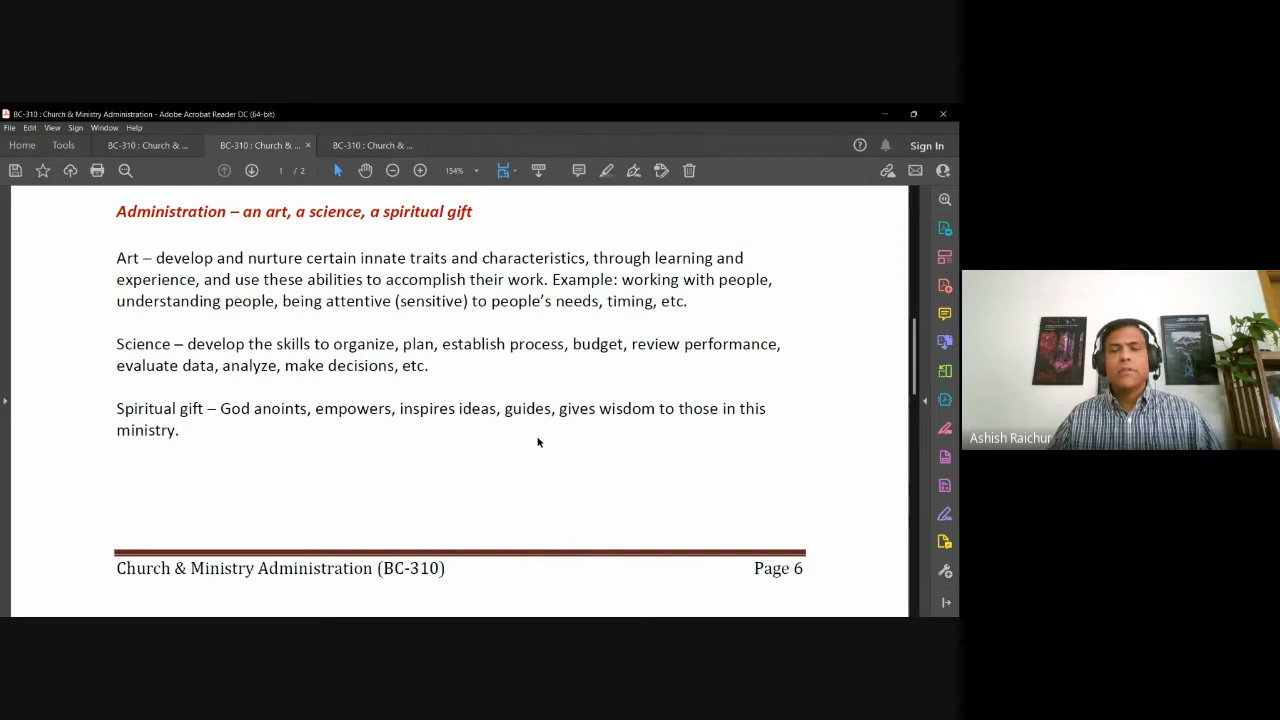 BC-310 : Church & Ministry Administration - Adobe Acrobat Reader DC (64-bit)
File Edit View Sign Window Help
Home Tools BC-310 : Church & ... BC-310 : Church & ... × BC-310 : Church & ... Sign In
1 / 2 154%
Administration – an art, a science, a spiritual gift
Art – develop and nurture certain innate traits and characteristics, through learning and
experience, and use these abilities to accomplish their work. Example: working with people,
understanding people, being attentive (sensitive) to people’s needs, timing, etc.
Science – develop the skills to organize, plan, establish process, budget, review performance,
evaluate data, analyze, make decisions, etc.
Spiritual gift – God anoints, empowers, inspires ideas, guides, gives wisdom to those in this
ministry.
Church & Ministry Administration (BC-310) Page 6
Ashish Raichur